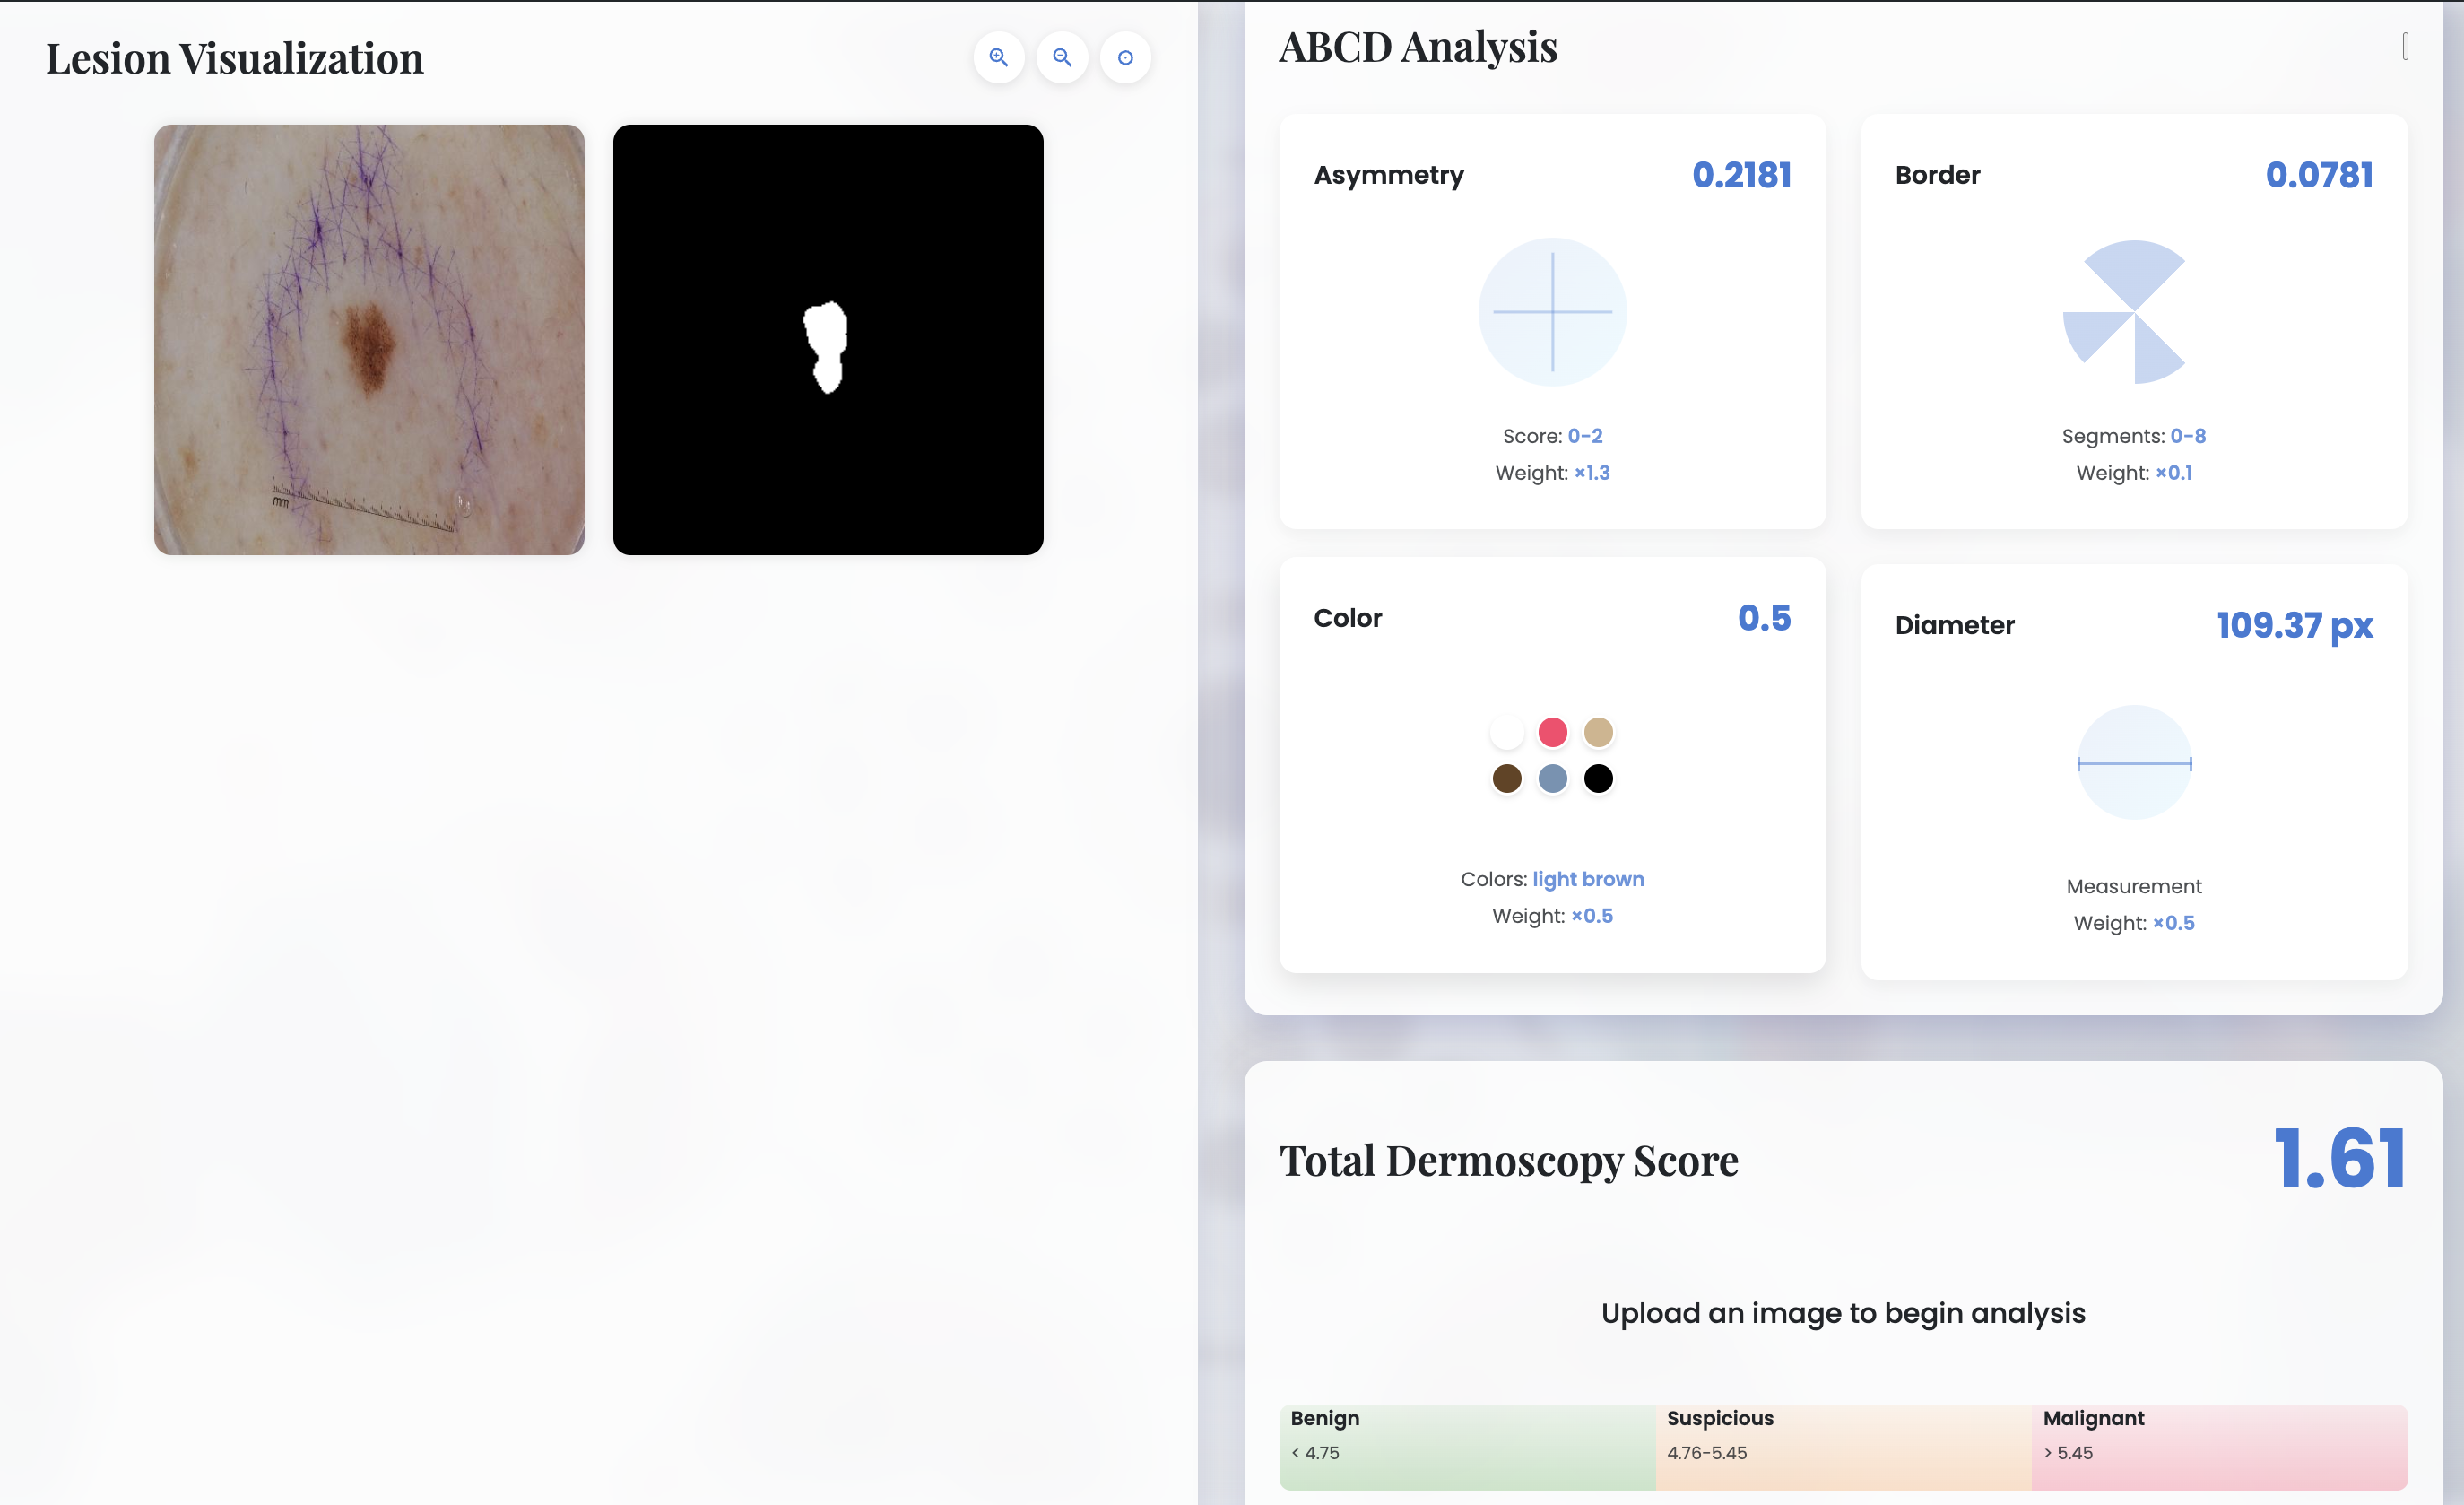 Lesion Visualization
mm
ABCD Analysis
Asymmetry 0.2181
Score: 0-2
Weight: ×1.3
Border 0.0781
Segments: 0-8
Weight: ×0.1
Color 0.5
Colors: light brown
Weight: ×0.5
Diameter 109.37 px
Measurement
Weight: ×0.5
Total Dermoscopy Score 1.61
Upload an image to begin analysis
Benign
< 4.75
Suspicious
4.76-5.45
Malignant
> 5.45